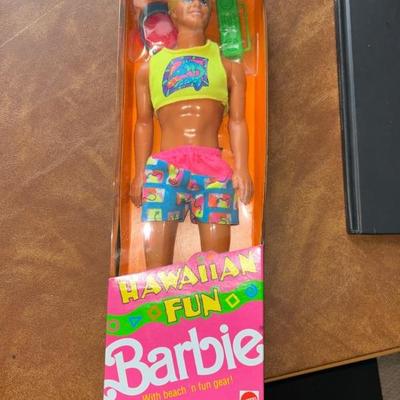 HAWAIIAN
FUN
Barbie
With beach 'n fun gear!